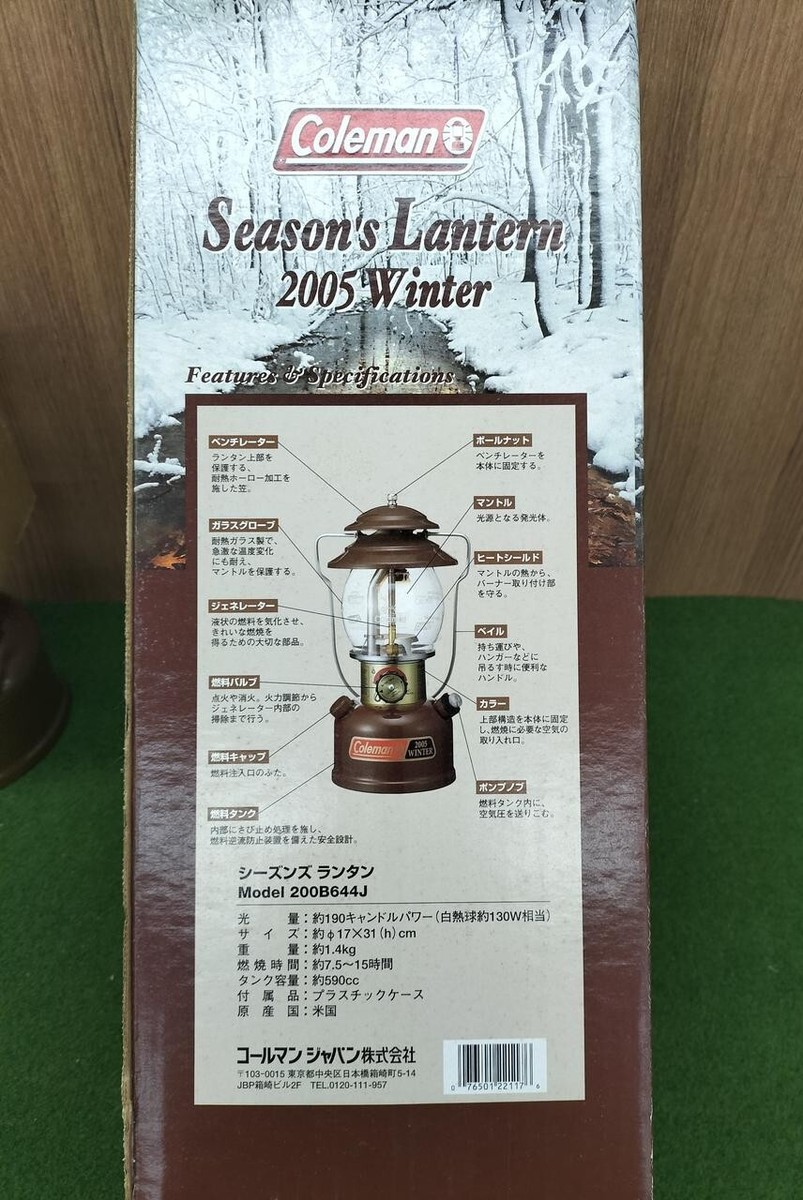 Coleman
Season's Lantern
2005 Winter
Features & Specifications
ベンチレーター
ランタン上部を
保護する、
耐熱ホーロー加工を
施した笠。
ガラスグローブ
耐熱ガラス製で、
急激な温度変化
にも耐え、
マントルを保護する。
ジェネレーター
液状の燃料を気化させ、
きれいな燃焼を
得るための大切な部品。
燃料バルブ
点火や消火。火力調節から
ジェネレーター内部の
掃除まで行う。
燃料キャップ
燃料注入口のふた。
燃料タンク
内部にさび止め処理を施し、
燃料逆流防止装置を備えた安全設計。
ボールナット
ベンチレーターを
本体に固定する。
マントル
光源となる発光体。
ヒートシールド
マントルの熱から、
バーナー取り付け部
を守る。
ベイル
持ち運びや、
ハンガーなどに
吊るす時に便利な
ハンドル。
カラー
上部構造を本体に固定
し、燃焼に必要な空気の
取り入れ口。
ポンプノブ
燃料タンク内に、
空気圧を送りこむ。
Coleman 2005
WINTER
シーズンズ ランタン
Model 200B644J
光量：約190キャンドルパワー（白熱球約130W相当）
サイズ：約φ17×31(h)cm
重量：約1.4kg
燃焼時間：約7.5〜15時間
タンク容量：約590cc
付属品：プラスチックケース
原産国：米国
コールマン ジャパン株式会社
〒103-0015 東京都中央区日本橋箱崎町5-14
JBP箱崎ビル2F TEL.0120-111-957
0 76501 22117 6